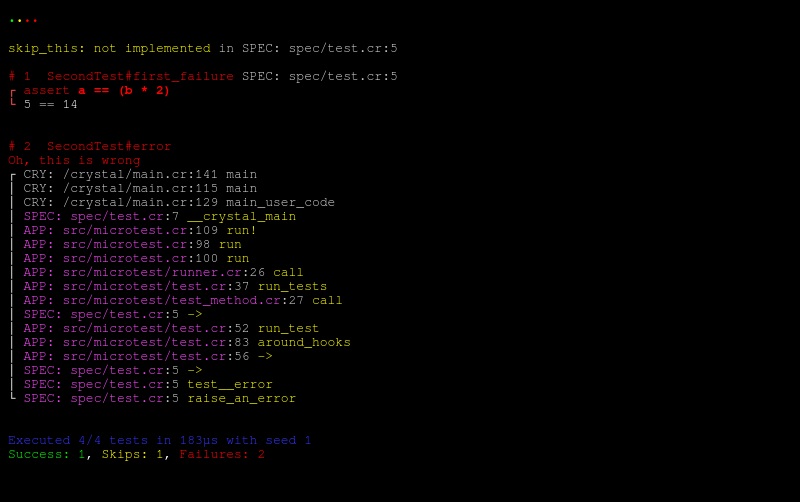 ....
skip_this: not implemented in SPEC: spec/test.cr:5
# 1  SecondTest#first_failure SPEC: spec/test.cr:5
┌ assert a == (b * 2)
└ 5 == 14
# 2  SecondTest#error
Oh, this is wrong
┌ CRY: /crystal/main.cr:141 main
│ CRY: /crystal/main.cr:115 main
│ CRY: /crystal/main.cr:129 main_user_code
│ SPEC: spec/test.cr:7 __crystal_main
│ APP: src/microtest.cr:109 run!
│ APP: src/microtest.cr:98 run
│ APP: src/microtest.cr:100 run
│ APP: src/microtest/runner.cr:26 call
│ APP: src/microtest/test.cr:37 run_tests
│ APP: src/microtest/test_method.cr:27 call
│ SPEC: spec/test.cr:5 ->
│ APP: src/microtest/test.cr:52 run_test
│ APP: src/microtest/test.cr:83 around_hooks
│ APP: src/microtest/test.cr:56 ->
│ SPEC: spec/test.cr:5 ->
│ SPEC: spec/test.cr:5 test__error
└ SPEC: spec/test.cr:5 raise_an_error
Executed 4/4 tests in 183µs with seed 1
Success: 1, Skips: 1, Failures: 2